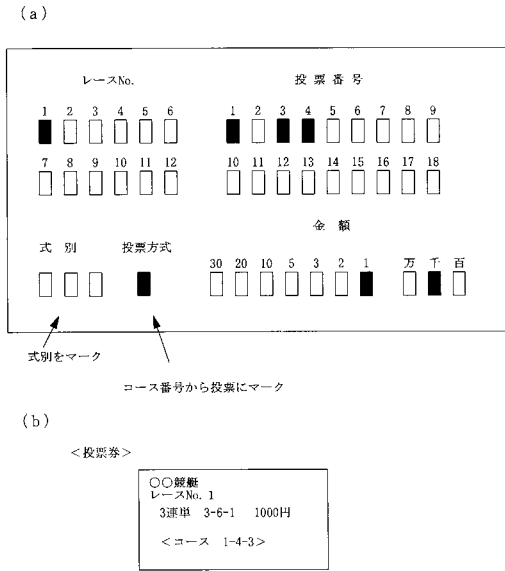 (a)
レースNo.
投票番号
1 2 3 4 5 6
1 2 3 4 5 6 7 8 9
7 8 9 10 11 12
10 11 12 13 14 15 16 17 18
金額
式別
投票方式
30 20 10 5 3 2 1 万 千 百
式別をマーク
コース番号から投票にマーク
(b)
<投票券>
〇〇競艇
レースNo.1
3連単 3-6-1 1000円
<コース 1-4-3>